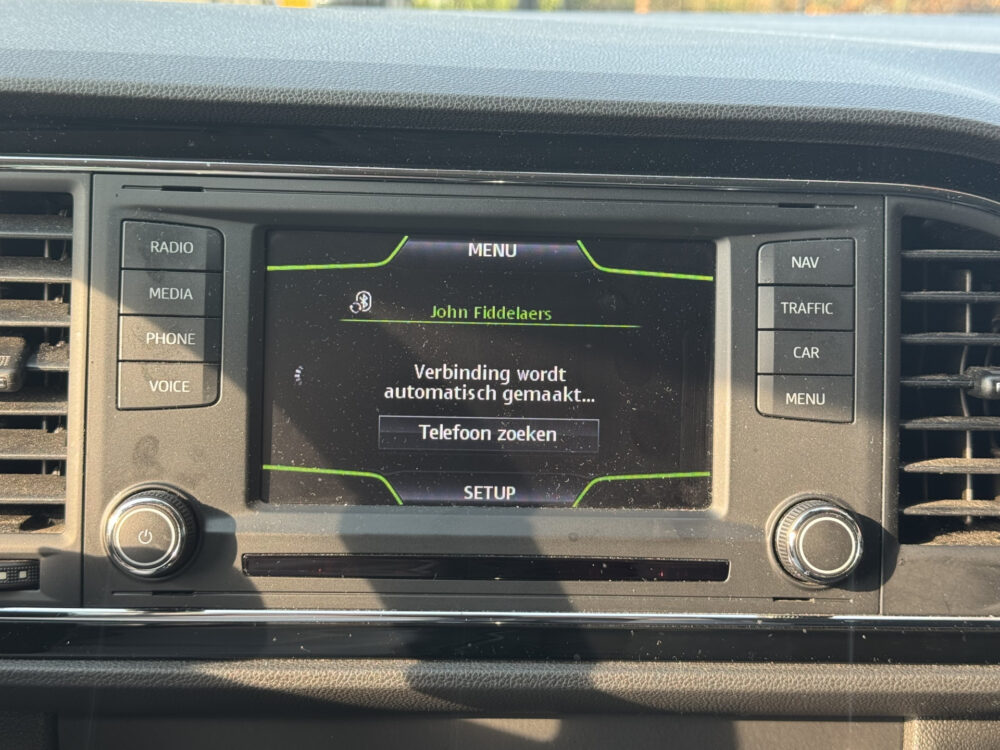 RADIO
MEDIA
PHONE
VOICE
MENU
John Fiddelaers
Verbinding wordt
automatisch gemaakt...
Telefoon zoeken
SETUP
NAV
TRAFFIC
CAR
MENU